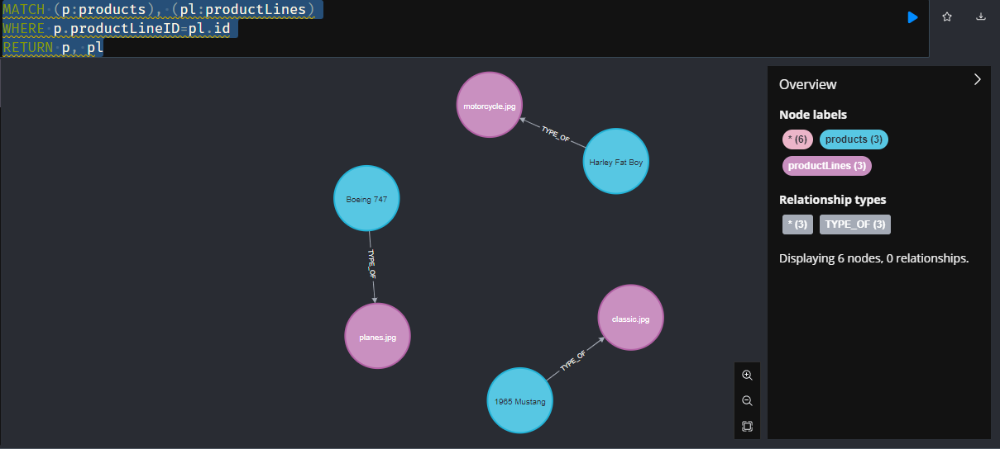 MATCH (p:products), (pl:productLines)
WHERE p.productLineID=pl.id
RETURN p, pl
motorcycle.jpg
TYPE_OF
Harley Fat Boy
Boeing 747
TYPE_OF
planes.jpg
classic.jpg
TYPE_OF
1965 Mustang
Overview
Node labels
* (6) products (3)
productLines (3)
Relationship types
* (3) TYPE_OF (3)
Displaying 6 nodes, 0 relationships.